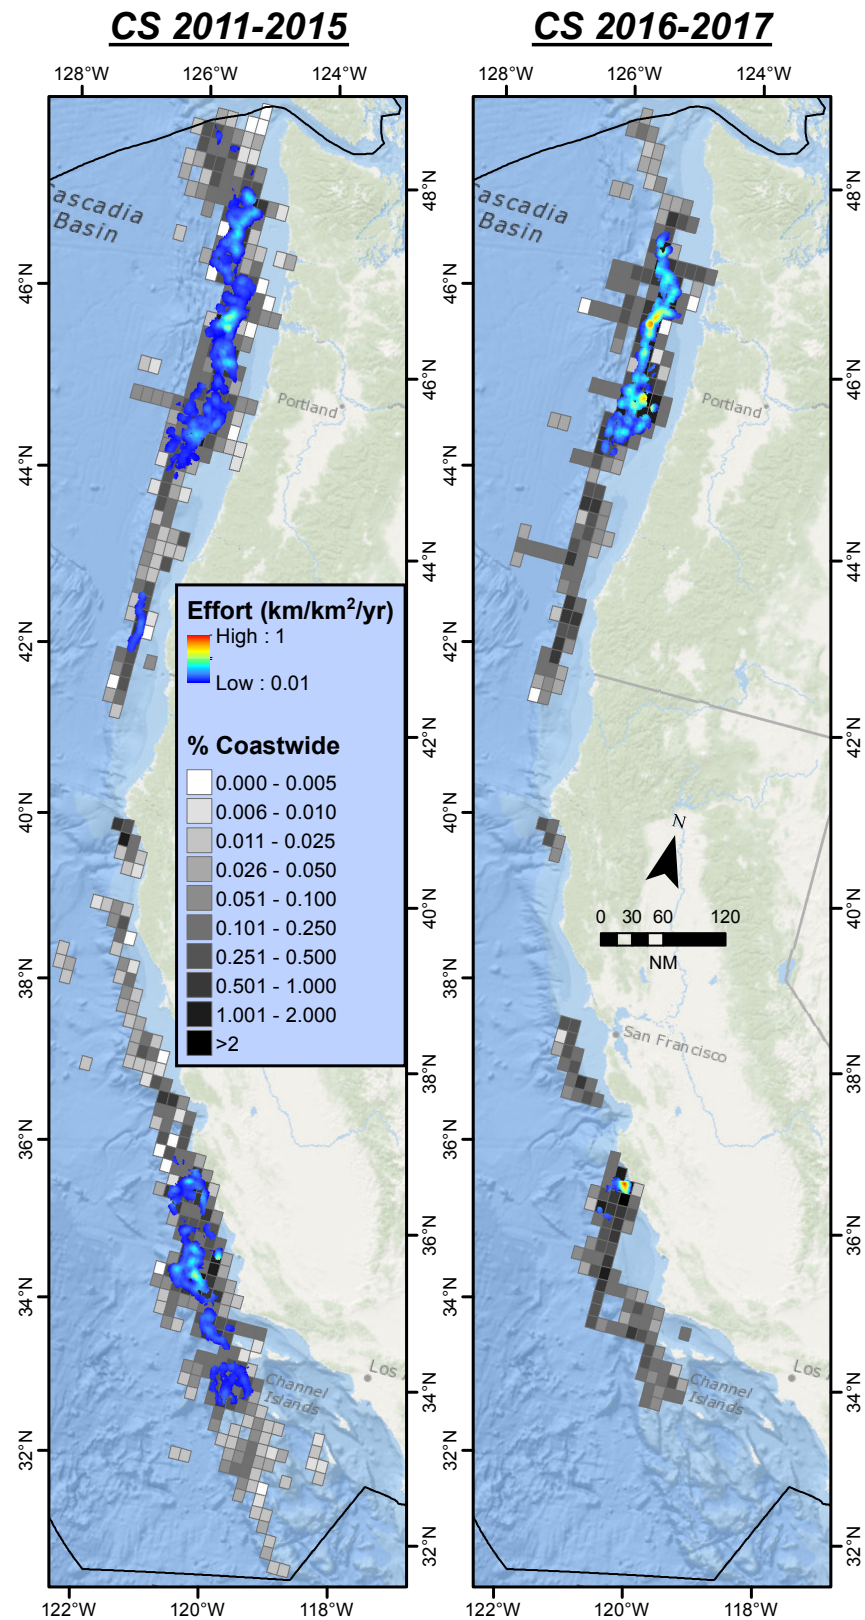 CS 2011-2015
CS 2016-2017
128°W 126°W 124°W
128°W 126°W 124°W
48°N
46°N
46°N
44°N
44°N
42°N
42°N
40°N
40°N
38°N
38°N
36°N
36°N
34°N
34°N
32°N
32°N
ascadia
Basin
Portland
Effort (km/km²/yr)
High : 1
Low : 0.01
% Coastwide
0.000 - 0.005
0.006 - 0.010
0.011 - 0.025
0.026 - 0.050
0.051 - 0.100
0.101 - 0.250
0.251 - 0.500
0.501 - 1.000
1.001 - 2.000
>2
Channel
Islands
Los
122°W 120°W 118°W
ascadia
Basin
Portland
N
0 30 60 120
NM
San Francisco
Channel
Islands
Los
48°N
46°N
46°N
44°N
44°N
42°N
42°N
40°N
40°N
38°N
38°N
36°N
36°N
34°N
34°N
32°N
32°N
122°W 120°W 118°W